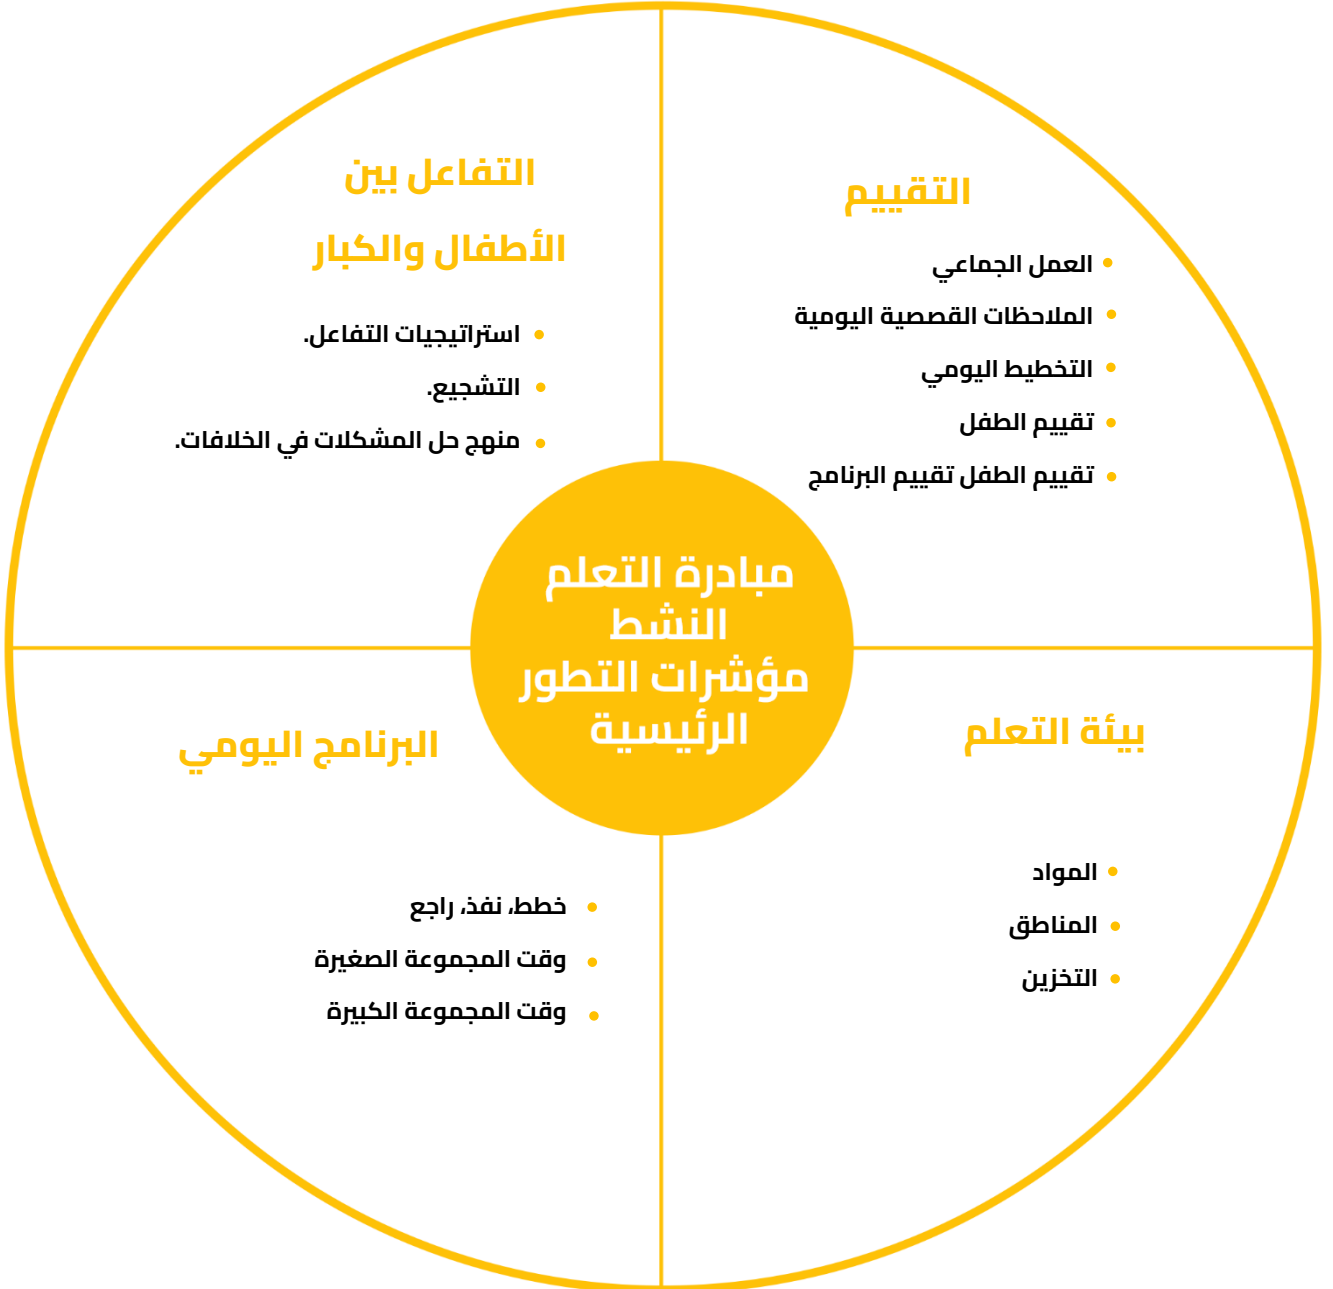 التقييم
العمل الجماعي
الملاحظات القصصية اليومية
التخطيط اليومي
تقييم الطفل
تقييم الطفل تقييم البرنامج
التفاعل بين
الأطفال والكبار
استراتيجيات التفاعل.
التشجيع.
منهج حل المشكلات في الخلافات.
مبادرة التعلم
النشط
مؤشرات التطور
الرئيسية
بيئة التعلم
المواد
المناطق
التخزين
البرنامج اليومي
خطط، نفذ، راجع
وقت المجموعة الصغيرة
وقت المجموعة الكبيرة